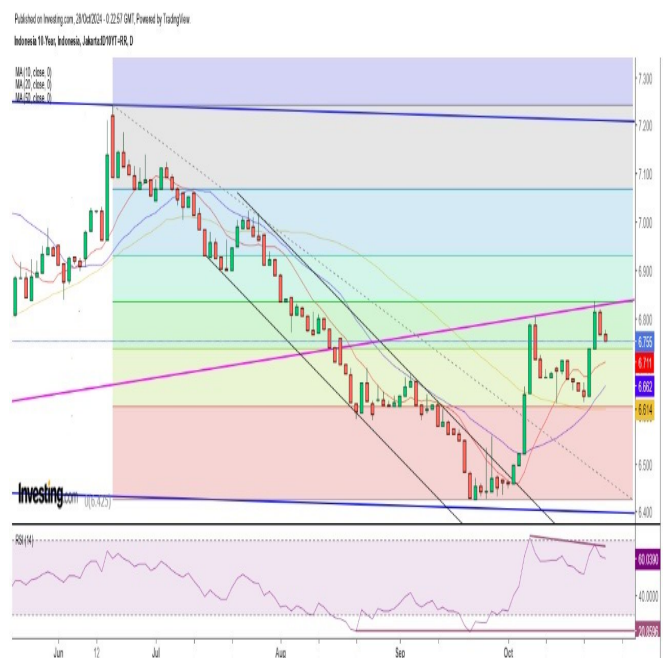 Published on Investing.com, 28/Oct/2024 - 0:22:57 GMT, Powered by TradingView
Indonesia 10-Year, Indonesia, Jakarta:ID10YT=RR, D
MA (10, close, 0)
MA (20, close, 0)
MA (50, close, 0)
7.300
7.200
7.100
7.000
6.900
6.800
6.755
6.711
6.662
6.614
6.500
6.400
Investing.com
0(6.425)
RSI (14)
60.0390
40.0000
20.0596
Jun 12 Jul Aug Sep Oct